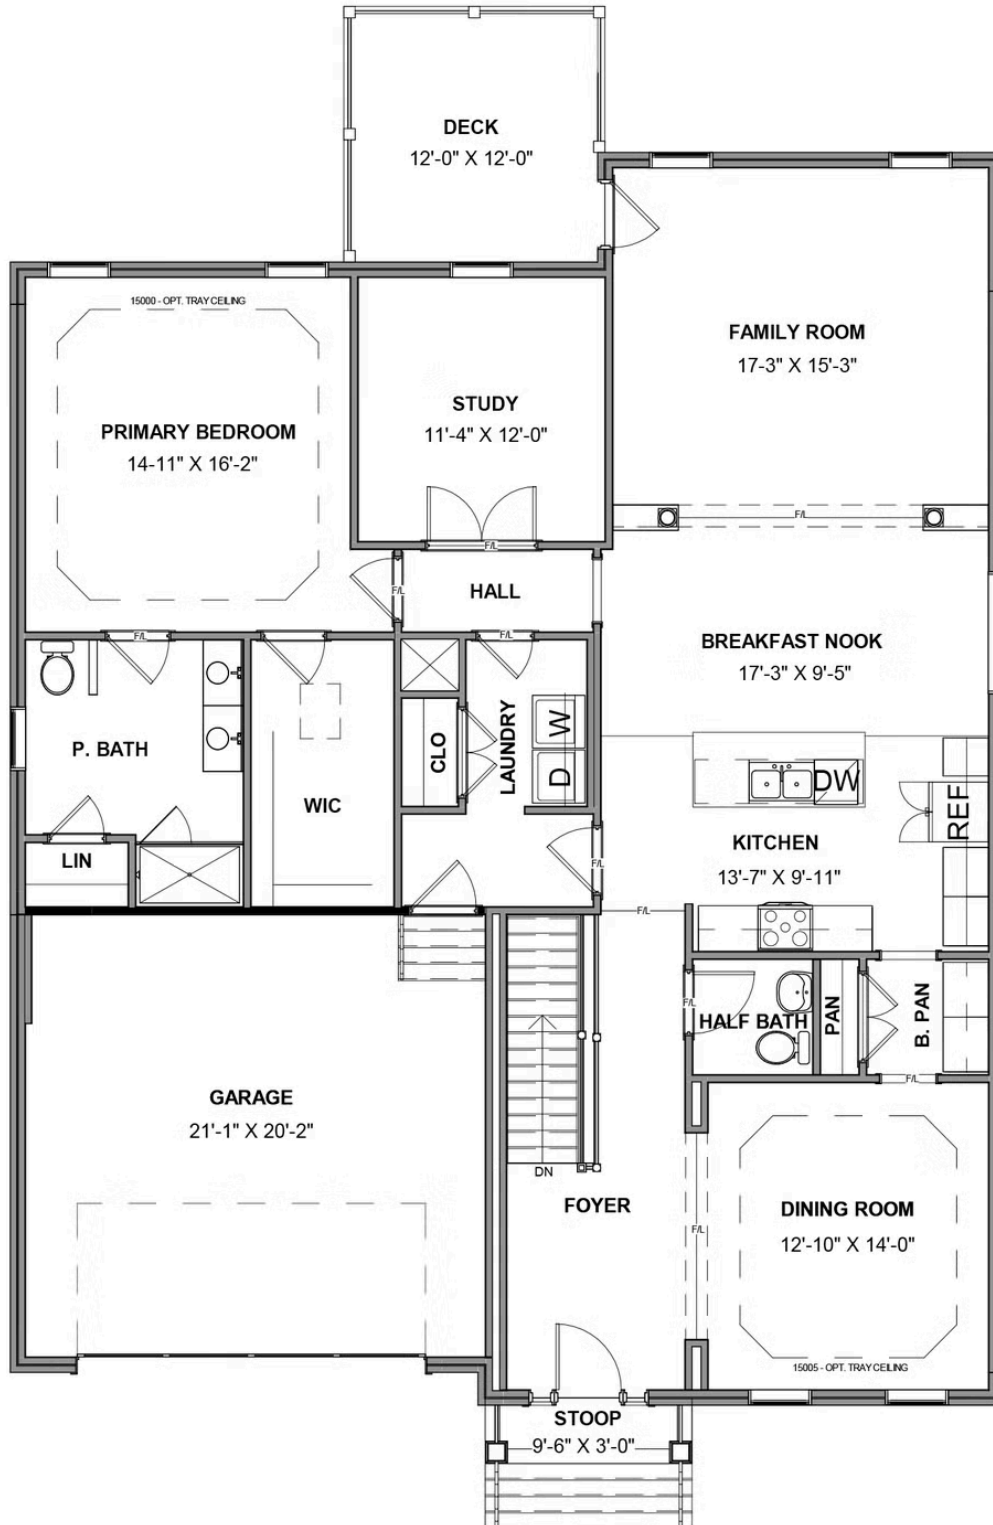 DECK
12'-0" X 12'-0"
FAMILY ROOM
17-3" X 15'-3"
15000 - OPT. TRAY CEILING
PRIMARY BEDROOM
14-11" X 16'-2"
STUDY
11'-4" X 12'-0"
F/L
F/L
F/L
HALL
F/L
F/L
BREAKFAST NOOK
17'-3" X 9'-5"
P. BATH
WIC
CLO
LAUNDRY
W
D
DW
REF
KITCHEN
13'-7" X 9'-11"
LIN
F/L
F/L
F/L
HALF BATH
PAN
B. PAN
F/L
GARAGE
21'-1" X 20'-2"
DN
FOYER
F/L
DINING ROOM
12'-10" X 14'-0"
15005 - OPT. TRAY CEILING
STOOP
9'-6" X 3'-0"